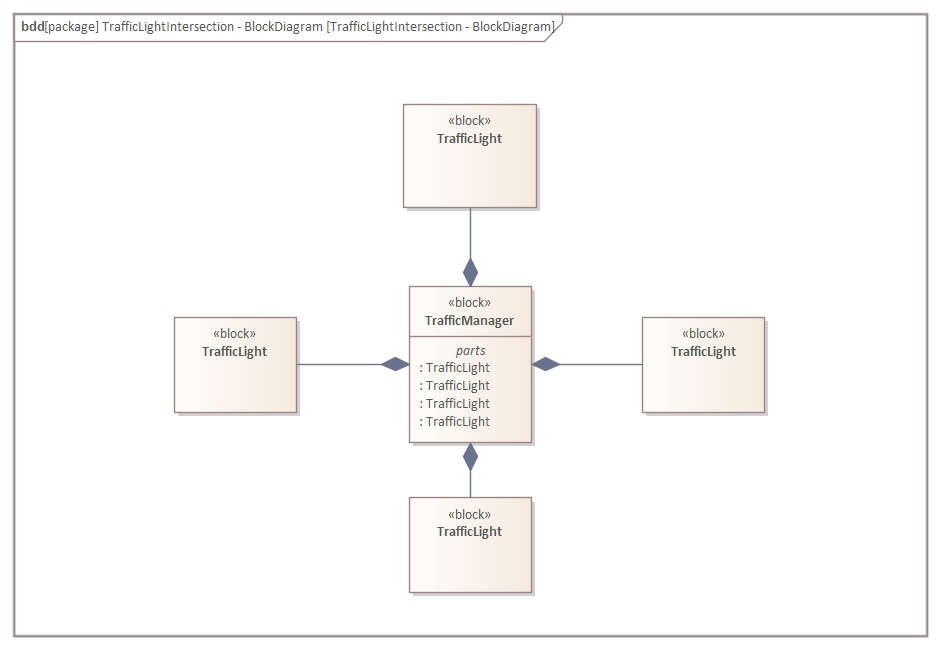 bdd[package] TrafficLightIntersection - BlockDiagram [TrafficLightIntersection - BlockDiagram]
«block»
TrafficLight
«block»
TrafficLight
«block»
TrafficManager
parts
: TrafficLight
: TrafficLight
: TrafficLight
: TrafficLight
«block»
TrafficLight
«block»
TrafficLight